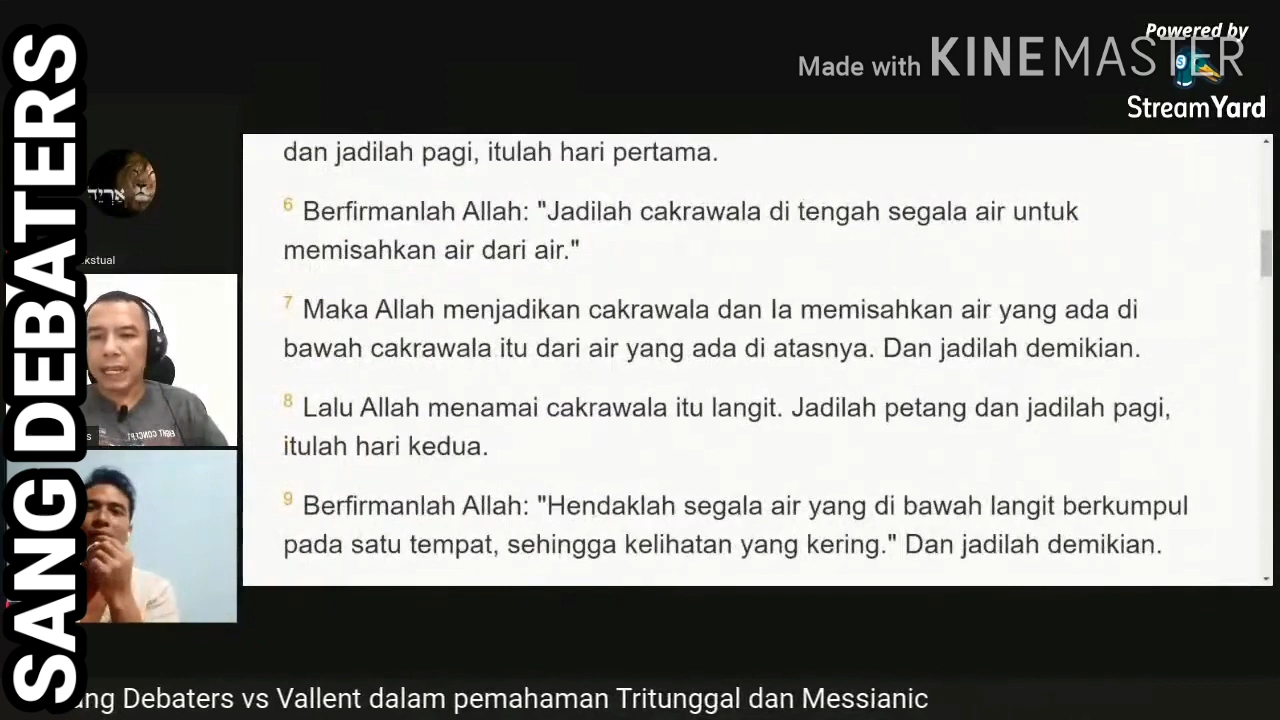 SANG DEBATERS
Made with KINEMASTER
Powered by
StreamYard
אריה
kstual
s
dan jadilah pagi, itulah hari pertama.
6 Berfirmanlah Allah: "Jadilah cakrawala di tengah segala air untuk
memisahkan air dari air."
7 Maka Allah menjadikan cakrawala dan Ia memisahkan air yang ada di
bawah cakrawala itu dari air yang ada di atasnya. Dan jadilah demikian.
8 Lalu Allah menamai cakrawala itu langit. Jadilah petang dan jadilah pagi,
itulah hari kedua.
9 Berfirmanlah Allah: "Hendaklah segala air yang di bawah langit berkumpul
pada satu tempat, sehingga kelihatan yang kering." Dan jadilah demikian.
ang Debaters vs Vallent dalam pemahaman Tritunggal dan Messianic